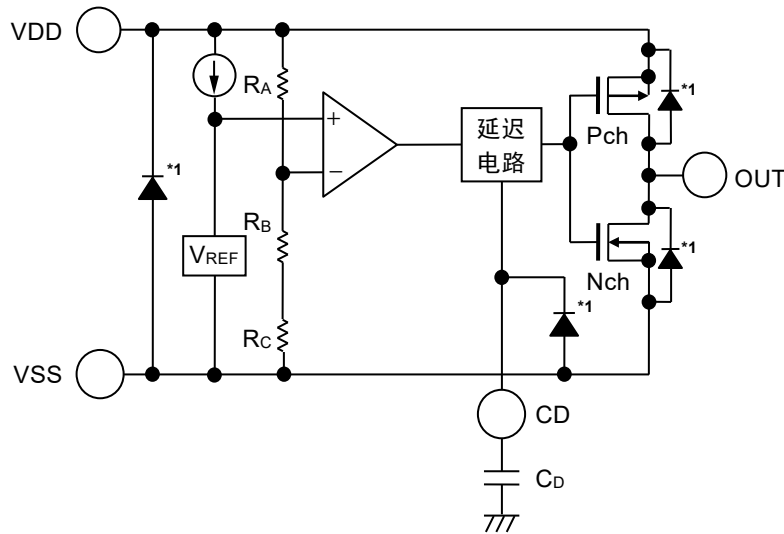 VDD
*1
RA
+
−
延迟
电路
*1
Pch
OUT
RB
VREF
Nch
*1
*1
RC
VSS
CD
CD